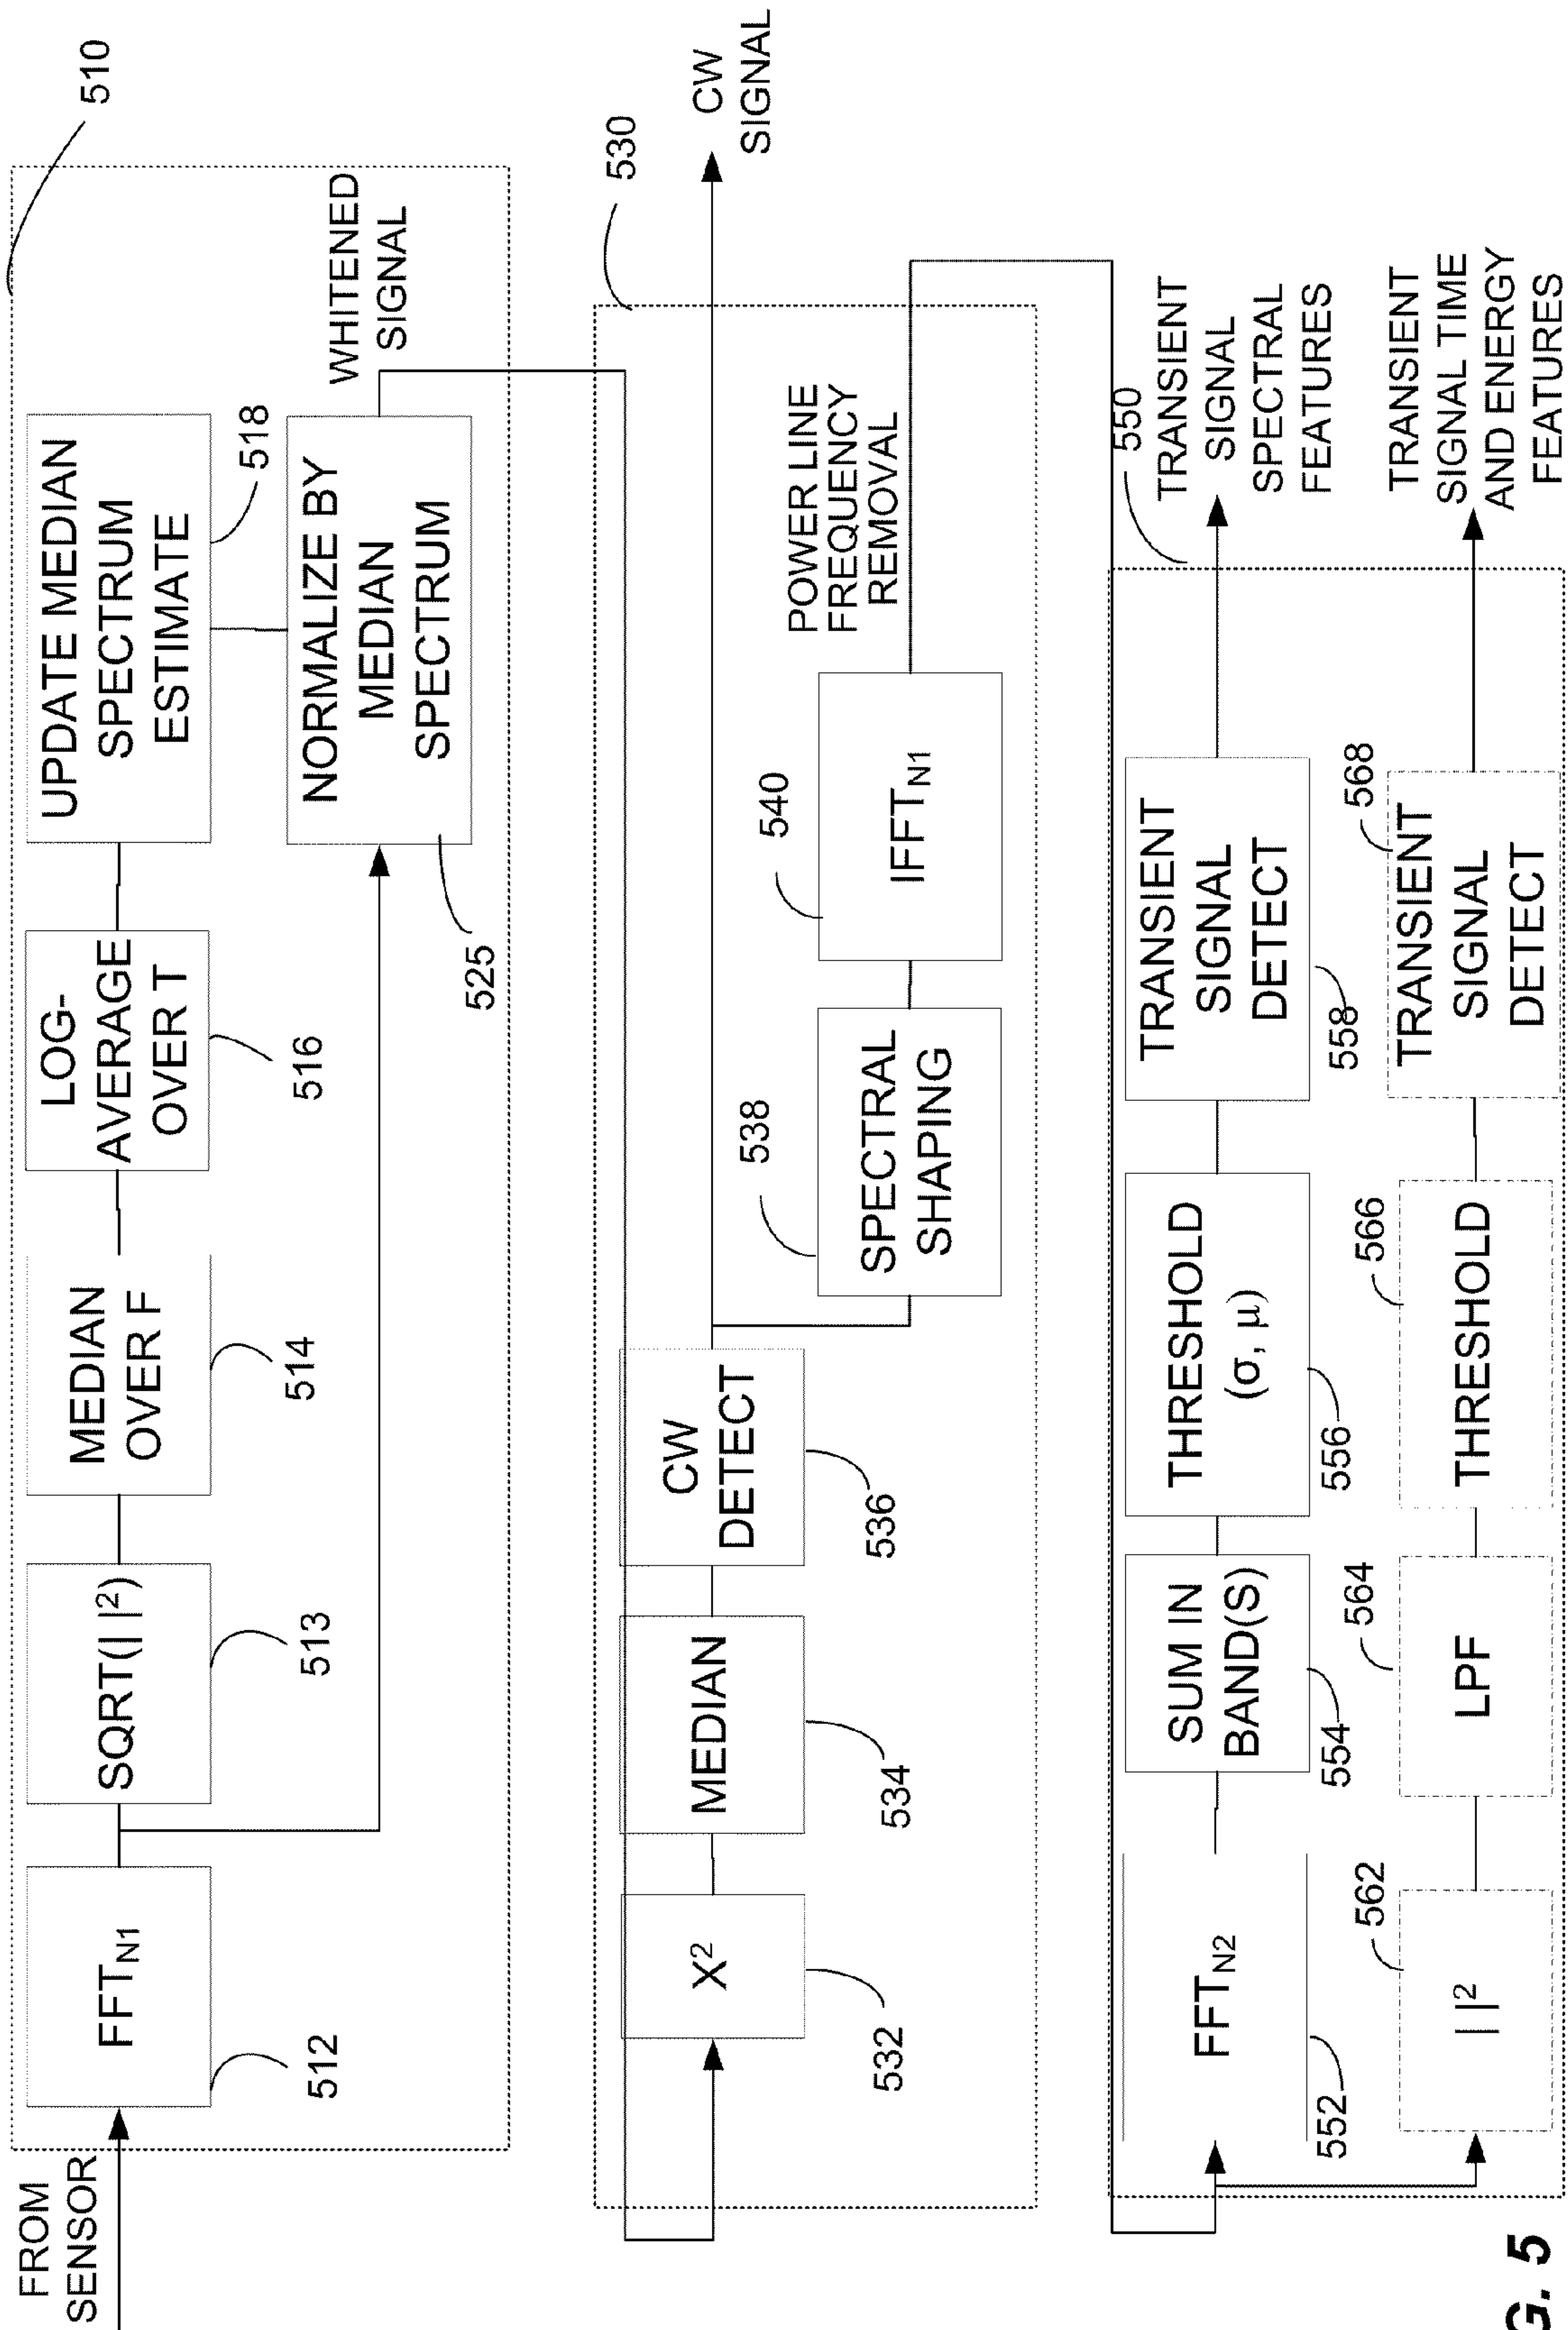 510
FROM
SENSOR
FFT_N1
512
SQRT(| |²)
513
MEDIAN
OVER F
514
LOG-
AVERAGE
OVER T
516
UPDATE MEDIAN
SPECTRUM
ESTIMATE
518
NORMALIZE BY
MEDIAN
SPECTRUM
525
WHITENED
SIGNAL
530
X²
532
MEDIAN
534
CW
DETECT
536
CW
SIGNAL
SPECTRAL
SHAPING
538
IFFT_N1
540
POWER LINE
FREQUENCY
REMOVAL
550
FFT_N2
552
SUM IN
BAND(S)
554
THRESHOLD
(σ, μ)
556
TRANSIENT
SIGNAL
DETECT
558
TRANSIENT
SIGNAL
SPECTRAL
FEATURES
| |²
562
LPF
564
THRESHOLD
566
TRANSIENT
SIGNAL
DETECT
568
TRANSIENT
SIGNAL TIME
AND ENERGY
FEATURES
G. 5